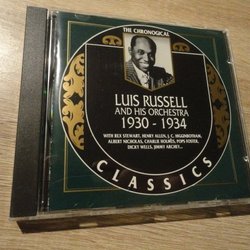 THE CHRONOGICAL
LUIS RUSSELL
AND HIS ORCHESTRA
1930 - 1934
WITH REX STEWART, HENRY ALLEN, J. C. HIGGINBOTHAM,
ALBERT NICHOLAS, CHARLIE HOLMES, POPS FOSTER,
DICKY WELLS, JIMMY ARCHEY...
CLASSICS